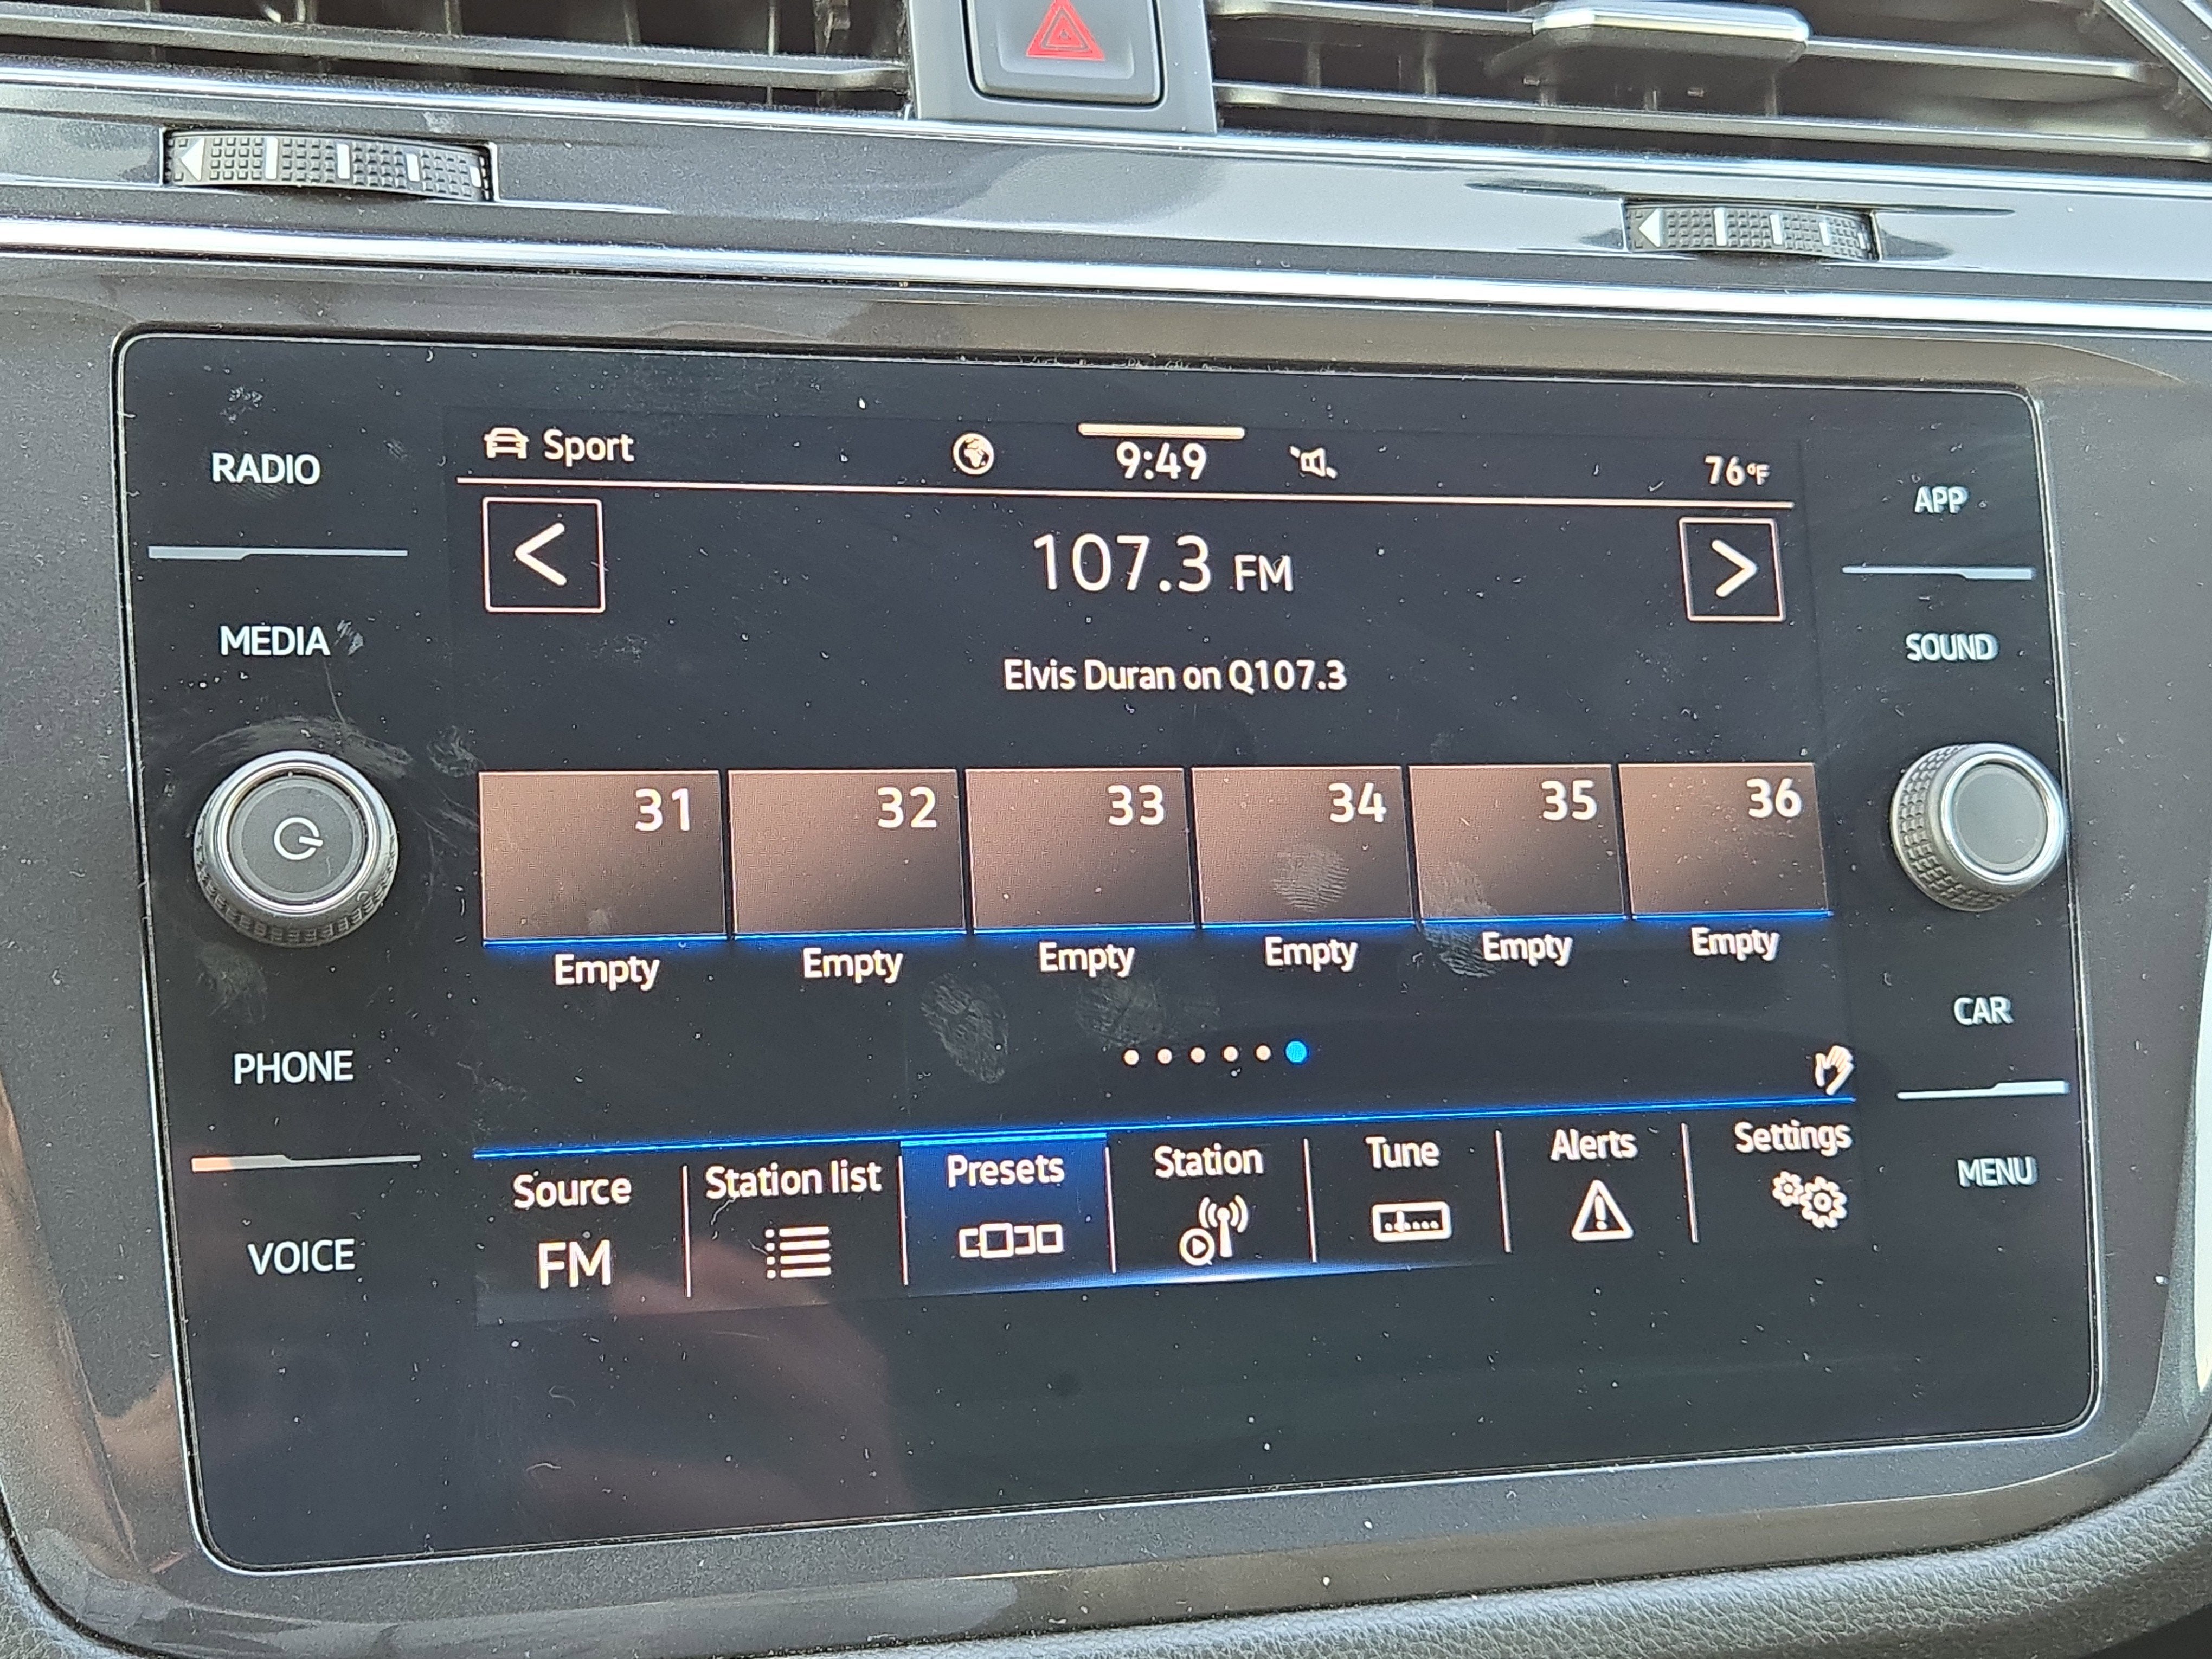 RADIO
MEDIA
PHONE
VOICE
Sport
9:49
76°F
<
107.3 FM
>
Elvis Duran on Q107.3
31 32 33 34 35 36
Empty Empty Empty Empty Empty Empty
Source Station list Presets Station Tune Alerts Settings
FM
APP
SOUND
CAR
MENU